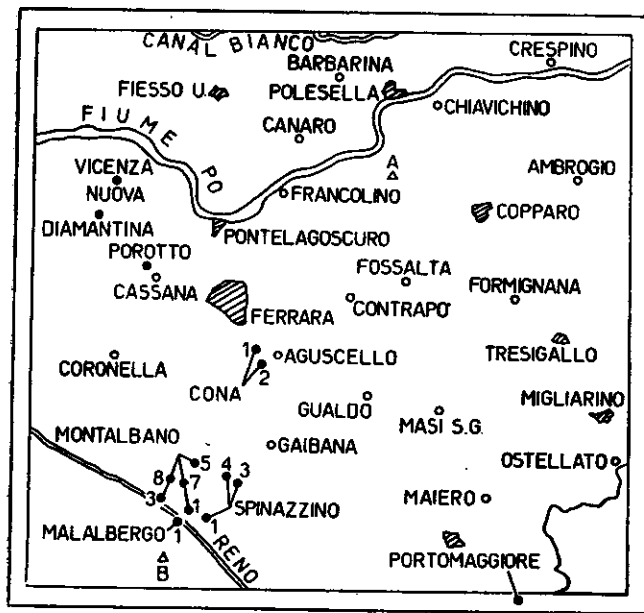 CANAL BIANCO
CRESPINO
BARBARINA
FIESSO U.
POLESELLA
CHIAVICHINO
FIUME PO
CANARO
A
VICENZA
NUOVA
FRANCOLINO
AMBROGIO
DIAMANTINA
COPPARO
PONTELAGOSCURO
POROTTO
FOSSALTA
CASSANA
CONTRAPO'
FORMIGNANA
FERRARA
1
AGUSCELLO
TRESIGALLO
CORONELLA
2
CONA
GUALDO
MIGLIARINO
MASI S.G.
MONTALBANO
GAIBANA
5
4
OSTELLATO
8
7
3
3
MAIERO
1
1
SPINAZZINO
MALALBERGO
1
RENO
B
PORTOMAGGIORE